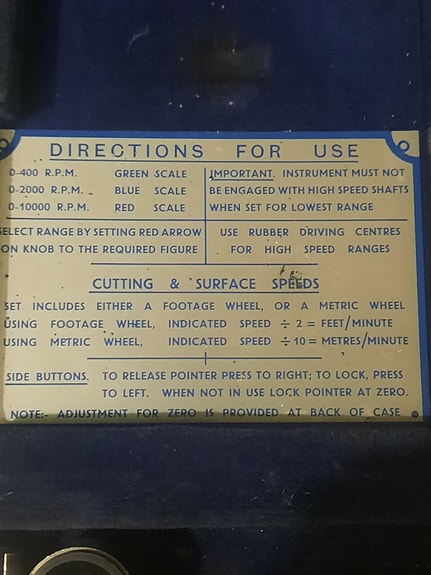 DIRECTIONS FOR USE
0-400 R.P.M. GREEN SCALE
0-2000 R.P.M. BLUE SCALE
0-10000 R.P.M. RED SCALE
IMPORTANT. INSTRUMENT MUST NOT
BE ENGAGED WITH HIGH SPEED SHAFTS
WHEN SET FOR LOWEST RANGE
SELECT RANGE BY SETTING RED ARROW
ON KNOB TO THE REQUIRED FIGURE
USE RUBBER DRIVING CENTRES
FOR HIGH SPEED RANGES
CUTTING & SURFACE SPEEDS
SET INCLUDES EITHER A FOOTAGE WHEEL, OR A METRIC WHEEL
USING FOOTAGE WHEEL, INDICATED SPEED ÷ 2 = FEET/MINUTE
USING METRIC WHEEL, INDICATED SPEED ÷ 10 = METRES/MINUTE
SIDE BUTTONS. TO RELEASE POINTER PRESS TO RIGHT; TO LOCK, PRESS
TO LEFT. WHEN NOT IN USE LOCK POINTER AT ZERO.
NOTE:- ADJUSTMENT FOR ZERO IS PROVIDED AT BACK OF CASE